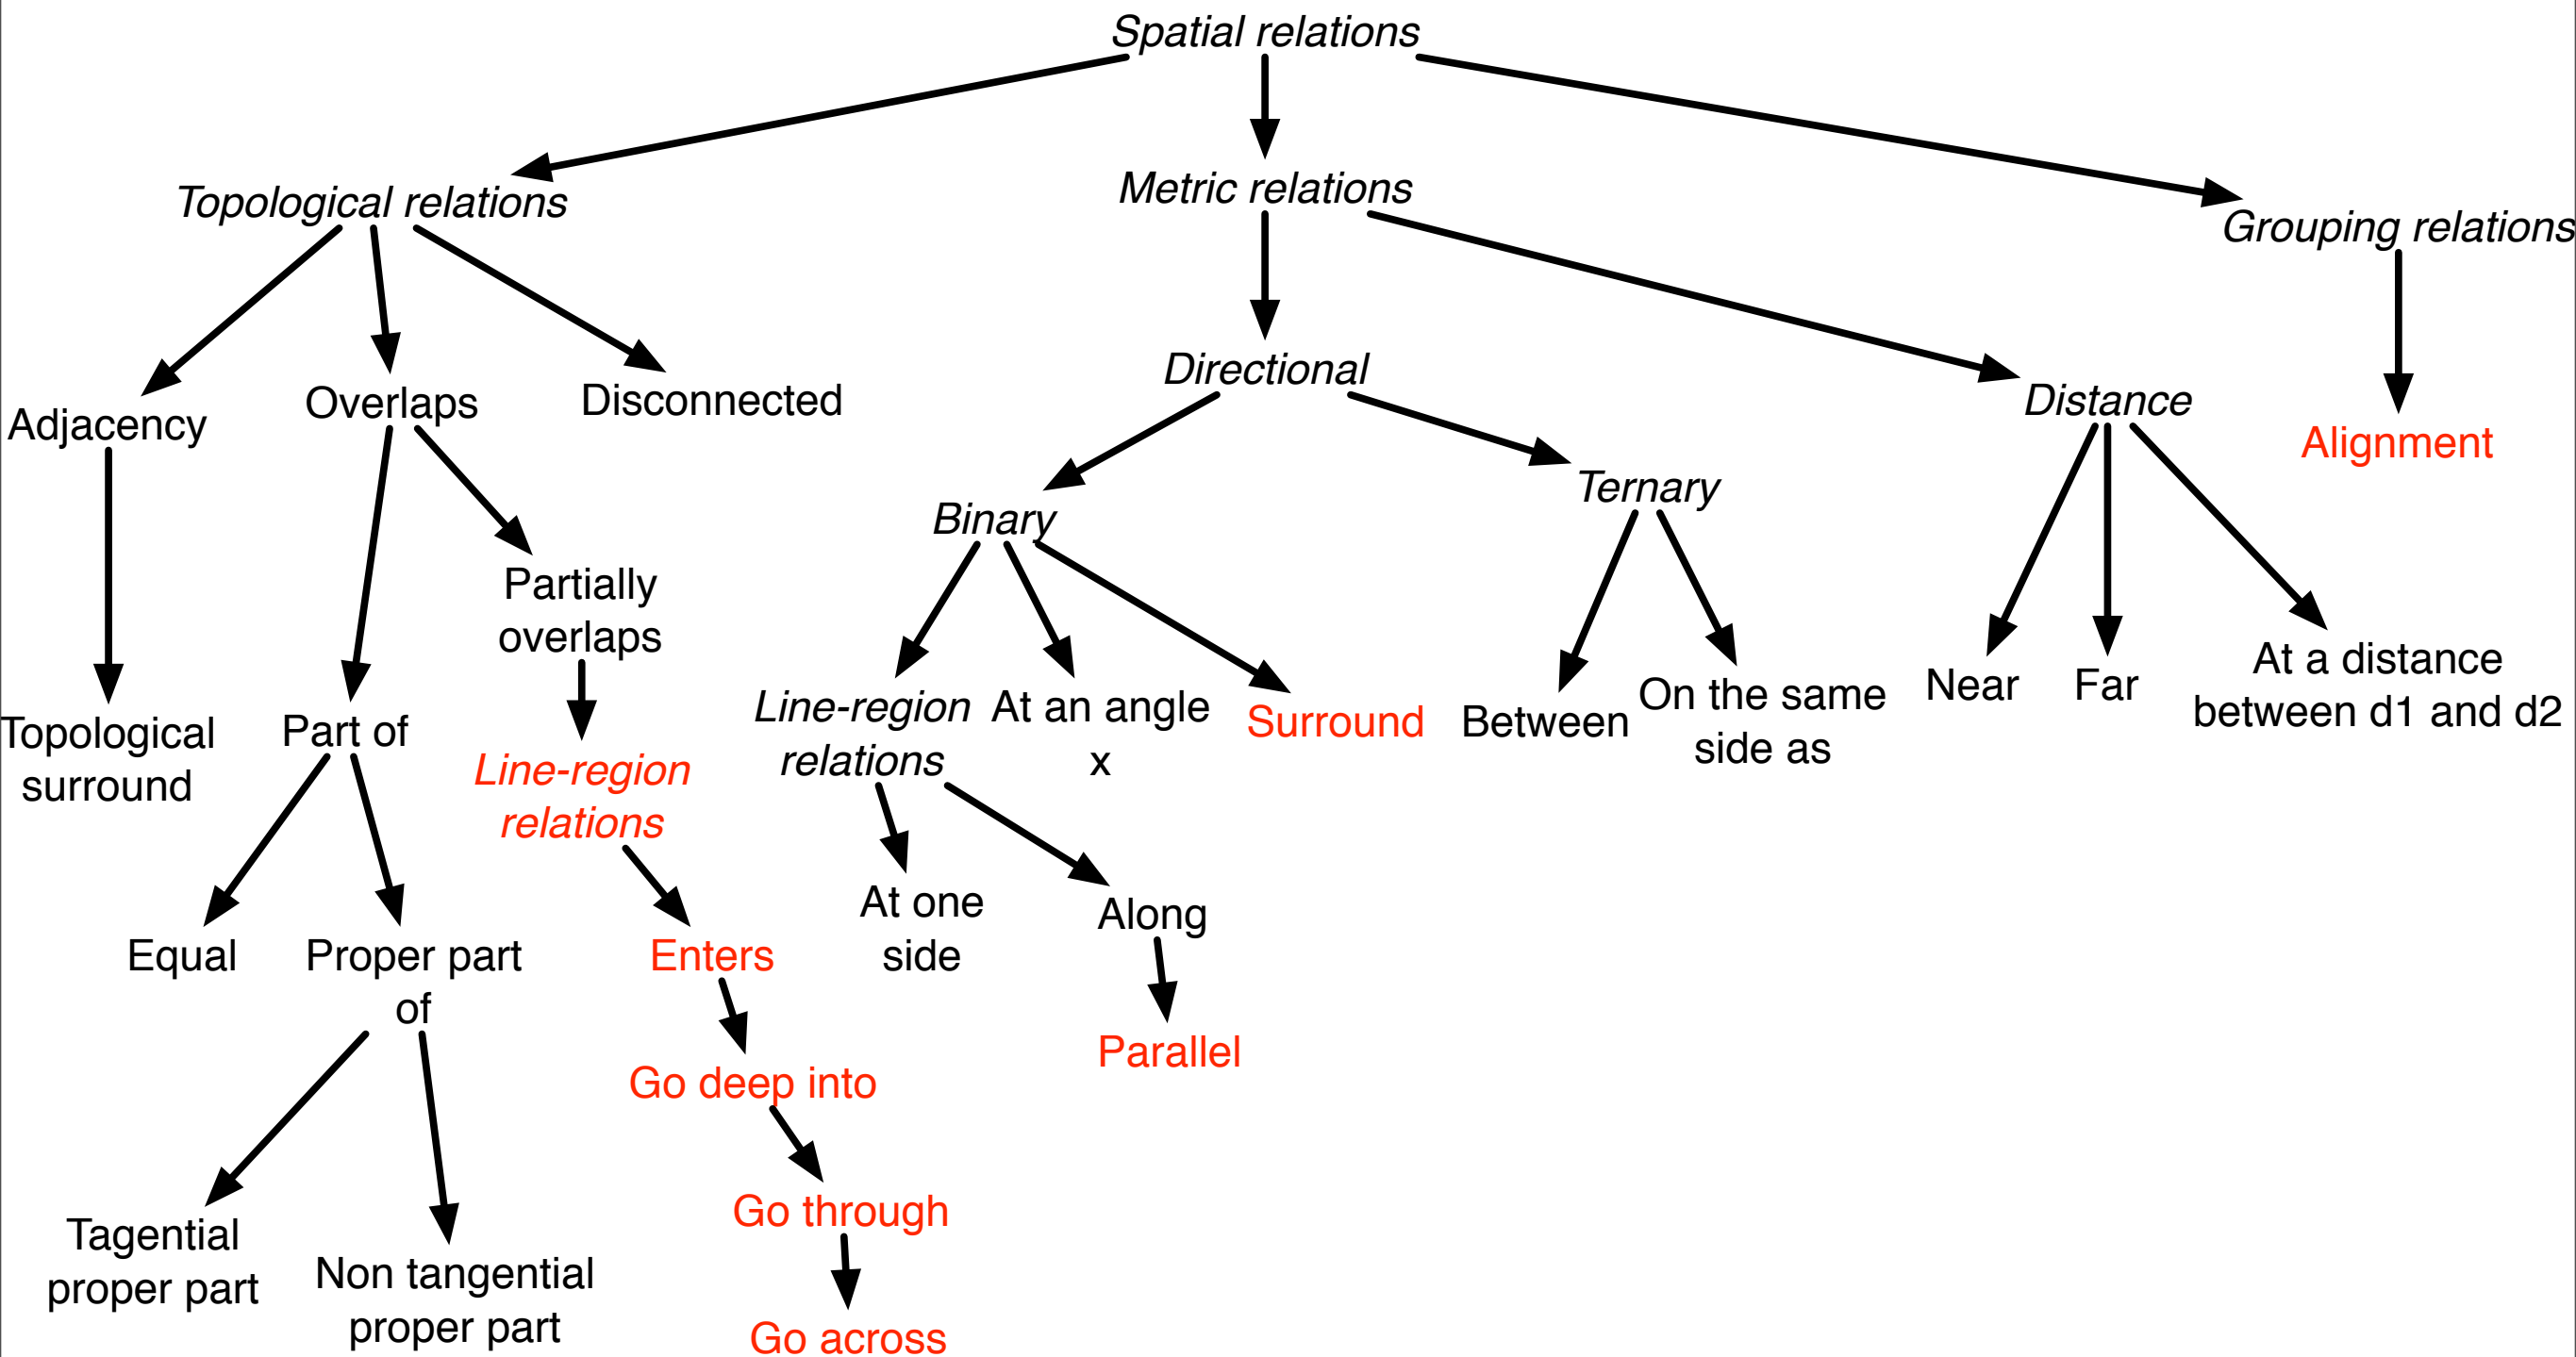 Spatial relations
Topological relations
Metric relations
Grouping relations
Adjacency
Overlaps
Disconnected
Directional
Distance
Alignment
Binary
Ternary
Partially
overlaps
Topological
surround
Part of
Line-region
relations
Line-region
relations
At an angle
x
Surround
Between
On the same
side as
Near
Far
At a distance
between d1 and d2
Equal
Proper part
of
Enters
At one
side
Along
Go deep into
Parallel
Tagential
proper part
Non tangential
proper part
Go through
Go across